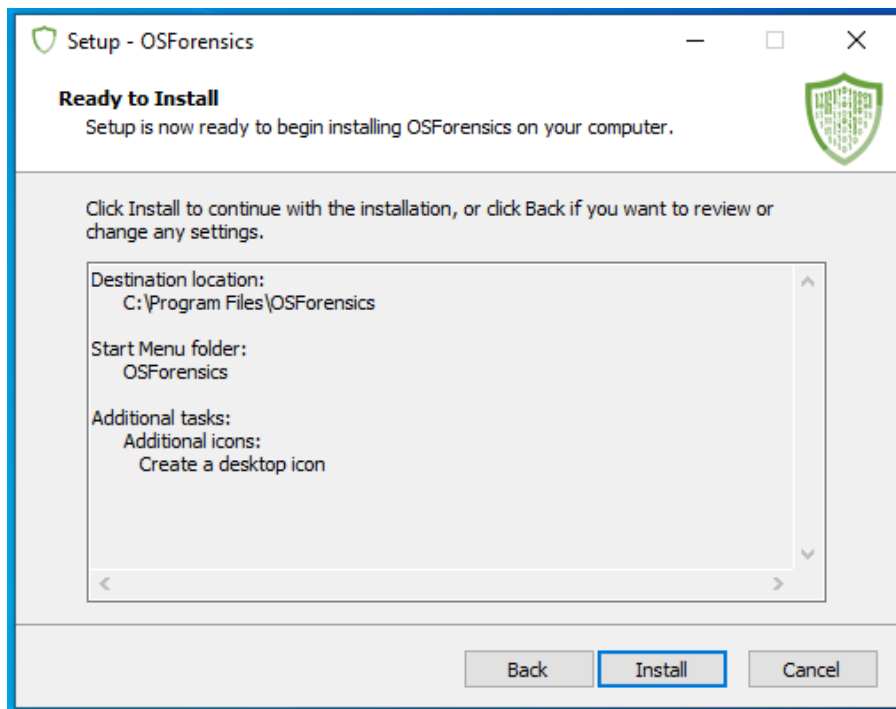 Setup - OSForensics
Ready to Install
Setup is now ready to begin installing OSForensics on your computer.
Click Install to continue with the installation, or click Back if you want to review or
change any settings.
Destination location:
C:\Program Files\OSForensics
Start Menu folder:
OSForensics
Additional tasks:
Additional icons:
Create a desktop icon
Back Install Cancel